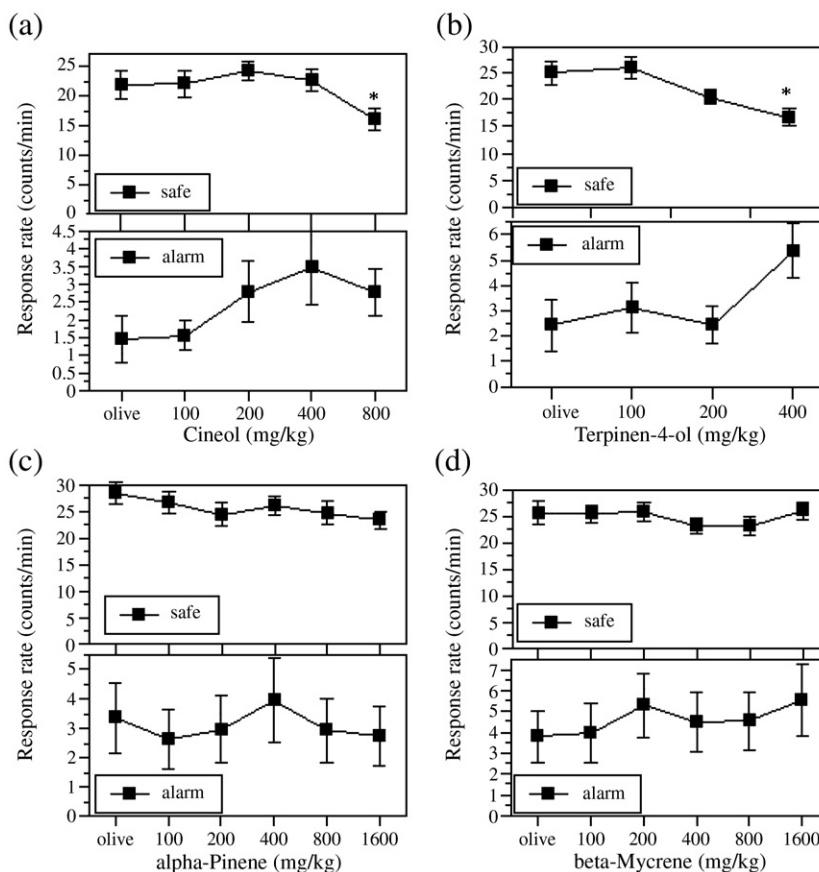 (a)
Response rate (counts/min)
25
20
15
10
5
0
*
safe
4.5
4
3.5
3
2.5
2
1.5
1
0.5
0
alarm
olive 100 200 400 800
Cineol (mg/kg)
(b)
Response rate (counts/min)
30
25
20
15
10
5
0
*
safe
6
5
4
3
2
1
0
alarm
olive 100 200 400
Terpinen-4-ol (mg/kg)
(c)
Response rate (counts/min)
30
25
20
15
10
5
0
safe
5
4
3
2
1
0
alarm
olive 100 200 400 800 1600
alpha-Pinene (mg/kg)
(d)
Response rate (counts/min)
30
25
20
15
10
5
0
safe
7
6
5
4
3
2
1
0
alarm
olive 100 200 400 800 1600
beta-Mycrene (mg/kg)